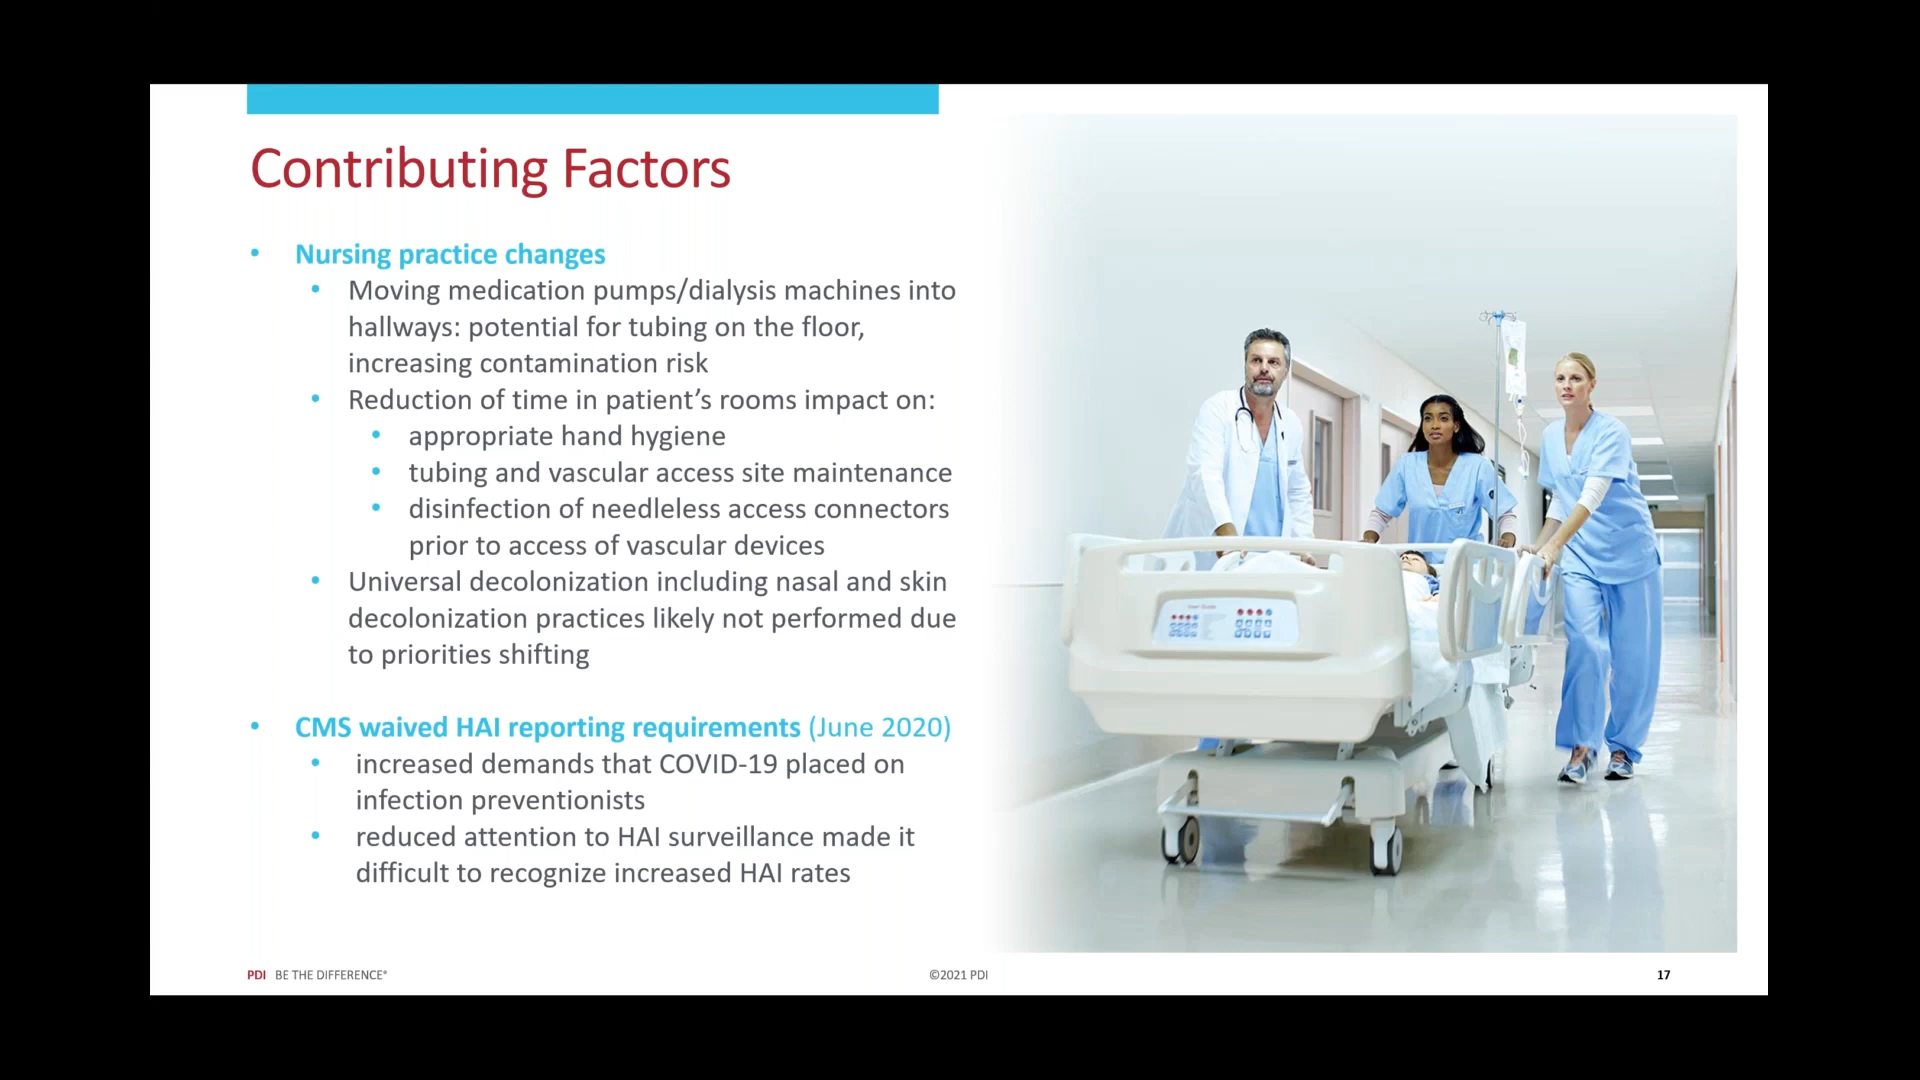 Contributing Factors
• Nursing practice changes
• Moving medication pumps/dialysis machines into
hallways: potential for tubing on the floor,
increasing contamination risk
• Reduction of time in patient’s rooms impact on:
• appropriate hand hygiene
• tubing and vascular access site maintenance
• disinfection of needleless access connectors
prior to access of vascular devices
• Universal decolonization including nasal and skin
decolonization practices likely not performed due
to priorities shifting
• CMS waived HAI reporting requirements (June 2020)
• increased demands that COVID-19 placed on
infection preventionists
• reduced attention to HAI surveillance made it
difficult to recognize increased HAI rates
PDI BE THE DIFFERENCE®
©2021 PDI
17